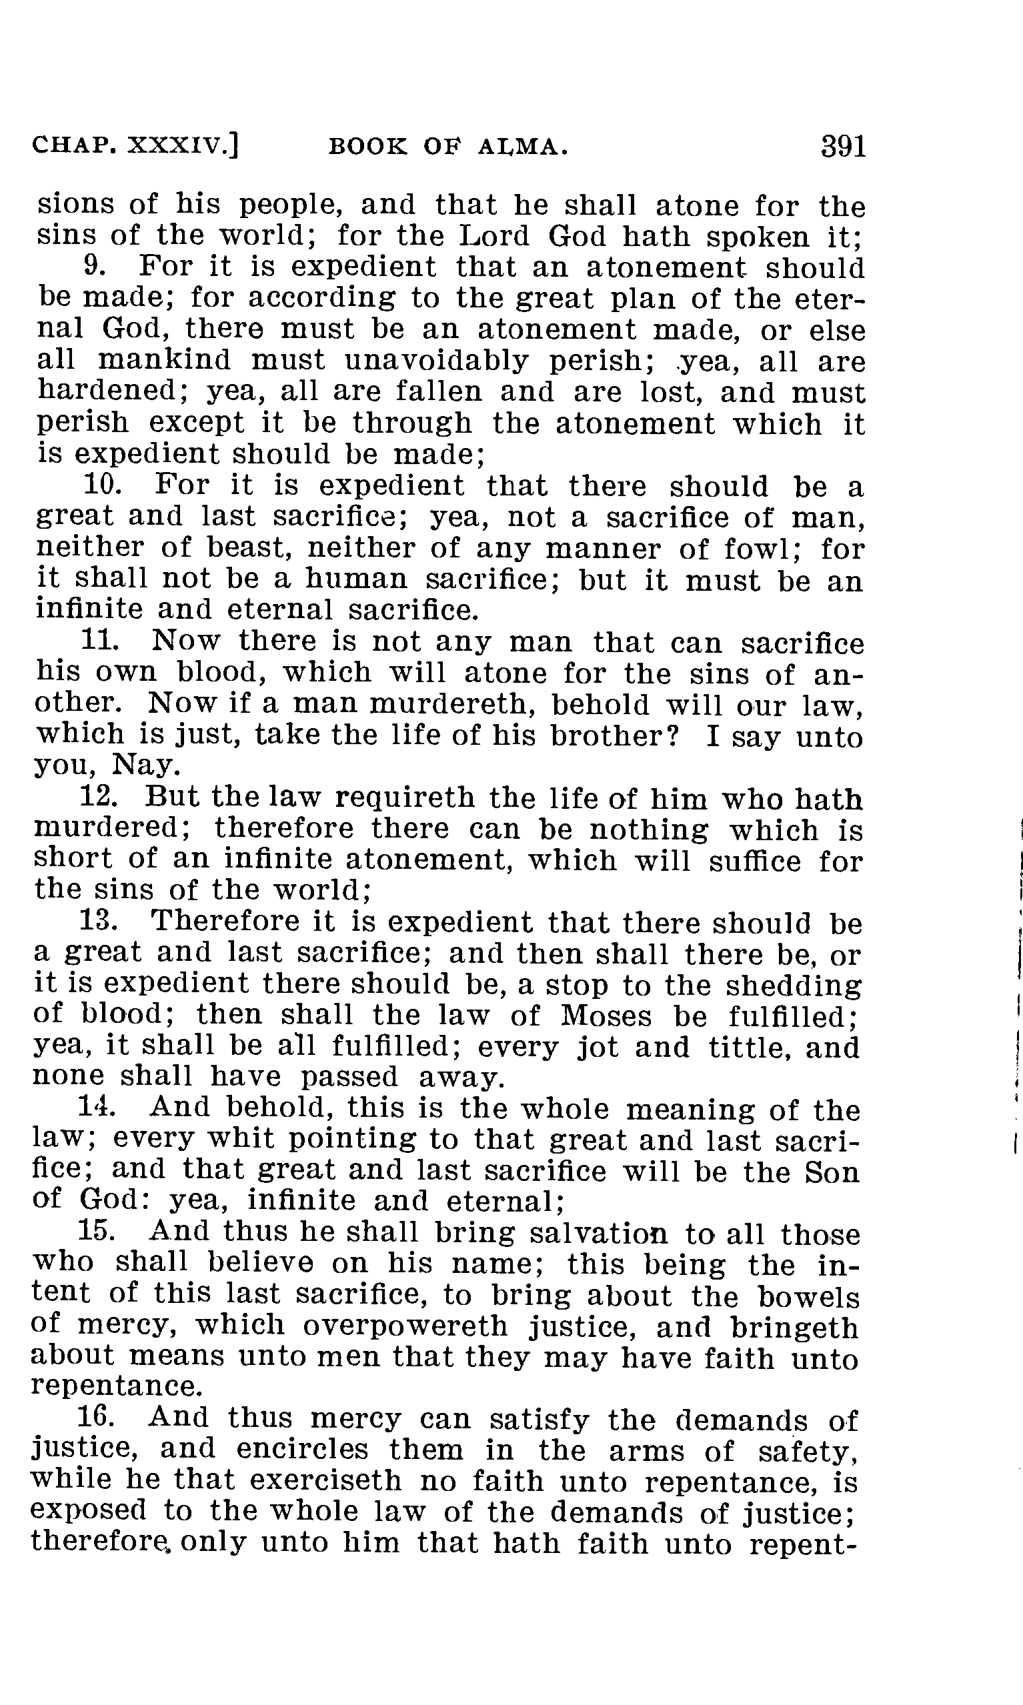 CHAP. XXXIV.] BOOK OF ALMA. 391
sions of his people, and that he shall atone for the
sins of the world; for the Lord God hath spoken it;
9. For it is expedient that an atonement should
be made; for according to the great plan of the eter-
nal God, there must be an atonement made, or else
all mankind must unavoidably perish; yea, all are
hardened; yea, all are fallen and are lost, and must
perish except it be through the atonement which it
is expedient should be made;
10. For it is expedient that there should be a
great and last sacrifice; yea, not a sacrifice of man,
neither of beast, neither of any manner of fowl; for
it shall not be a human sacrifice; but it must be an
infinite and eternal sacrifice.
11. Now there is not any man that can sacrifice
his own blood, which will atone for the sins of an-
other. Now if a man murdereth, behold will our law,
which is just, take the life of his brother? I say unto
you, Nay.
12. But the law requireth the life of him who hath
murdered; therefore there can be nothing which is
short of an infinite atonement, which will suffice for
the sins of the world;
13. Therefore it is expedient that there should be
a great and last sacrifice; and then shall there be, or
it is expedient there should be, a stop to the shedding
of blood; then shall the law of Moses be fulfilled;
yea, it shall be all fulfilled; every jot and tittle, and
none shall have passed away.
14. And behold, this is the whole meaning of the
law; every whit pointing to that great and last sacri-
fice; and that great and last sacrifice will be the Son
of God: yea, infinite and eternal;
15. And thus he shall bring salvation to all those
who shall believe on his name; this being the in-
tent of this last sacrifice, to bring about the bowels
of mercy, which overpowereth justice, and bringeth
about means unto men that they may have faith unto
repentance.
16. And thus mercy can satisfy the demands of
justice, and encircles them in the arms of safety,
while he that exerciseth no faith unto repentance, is
exposed to the whole law of the demands of justice;
therefore, only unto him that hath faith unto repent-